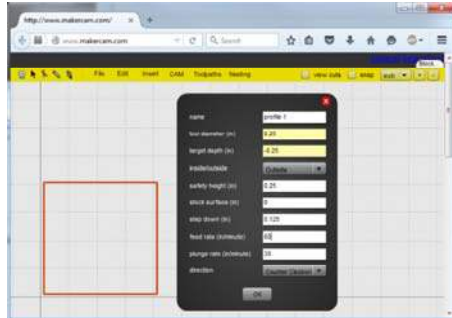 http://www.makercam.com/
www.makercam.com
Search
File Edit Insert CAM Toolpaths Nesting
view cuts snap
name profile 1
tool diameter (in) 0.25
target depth (in) -0.25
inside/outside Outside
safety height (in) 0.25
stock surface (in) 0
step down (in) 0.125
feed rate (in/minute)
plunge rate (in/minute)
direction Counter Clockwi
OK